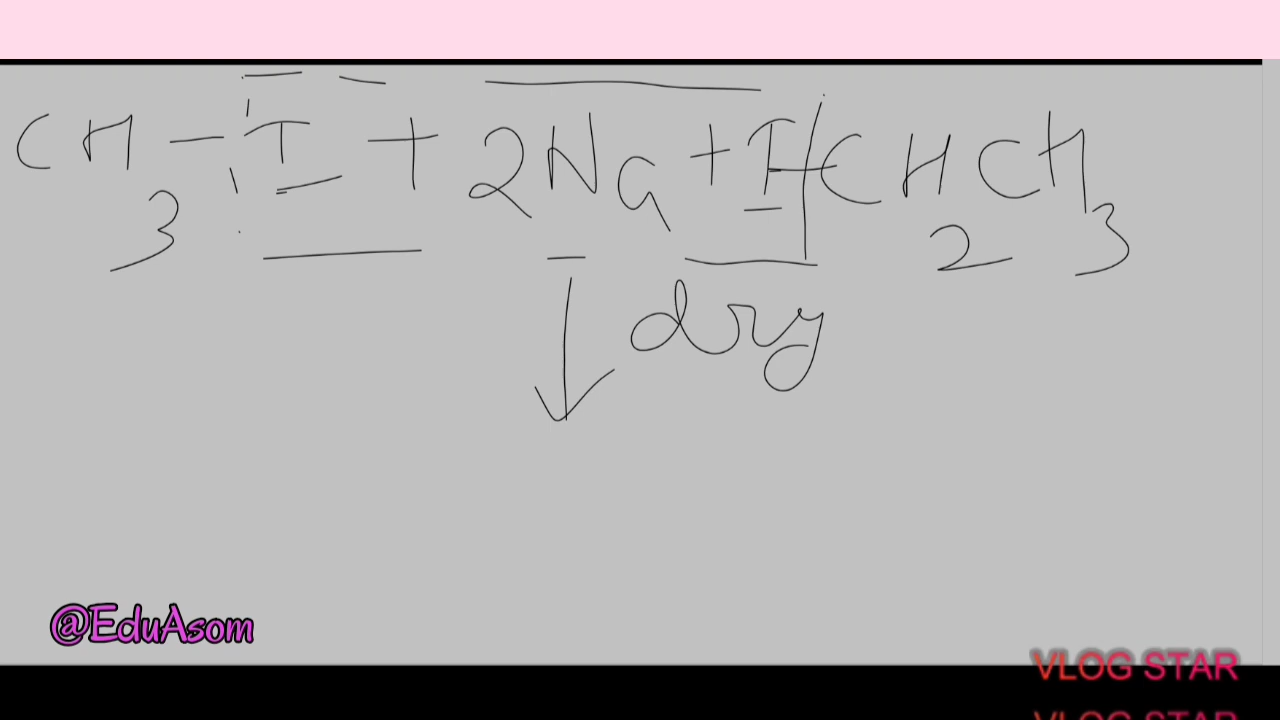 CH3-I + 2Na + I-CH2CH3
dry
@EduAsom
VLOG STAR